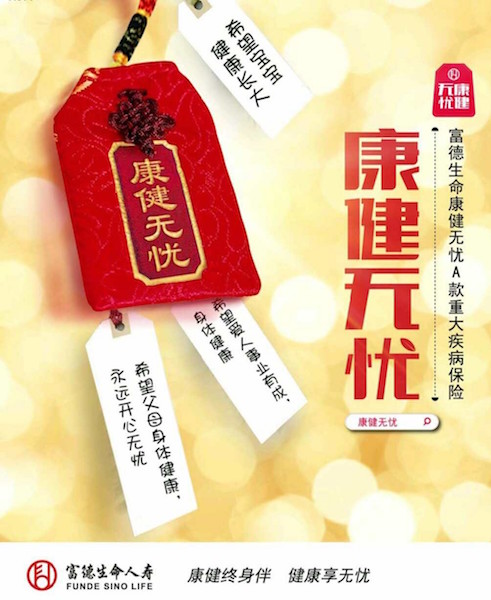 希望宝宝
健康长大
康健无忧
希望爱人事业有成，
身体健康
希望父母身体健康，
永远开心无忧
康健
无忧
富德生命康健无忧A款重大疾病保险
康健无忧
康健无忧
富德生命人寿
FUNDE SINO LIFE
康健终身伴 健康享无忧